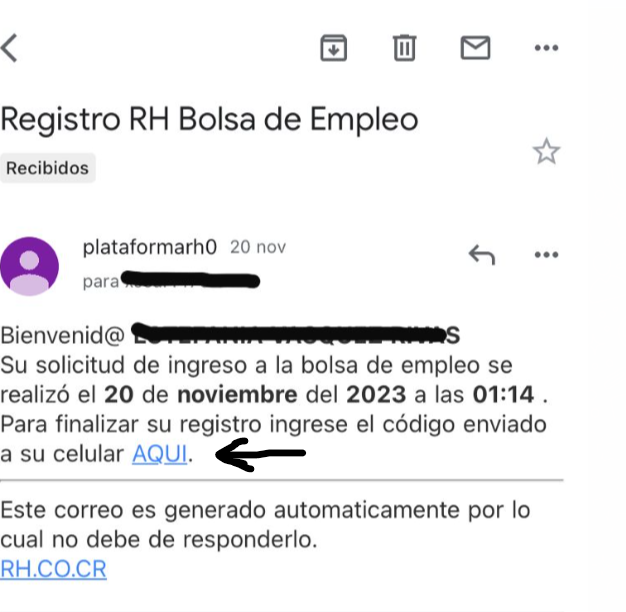 Registro RH Bolsa de Empleo
Recibidos
plataformarh0 20 nov
para
Bienvenid@ S
Su solicitud de ingreso a la bolsa de empleo se
realizó el 20 de noviembre del 2023 a las 01:14 .
Para finalizar su registro ingrese el código enviado
a su celular AQUI.
Este correo es generado automaticamente por lo
cual no debe de responderlo.
RH.CO.CR